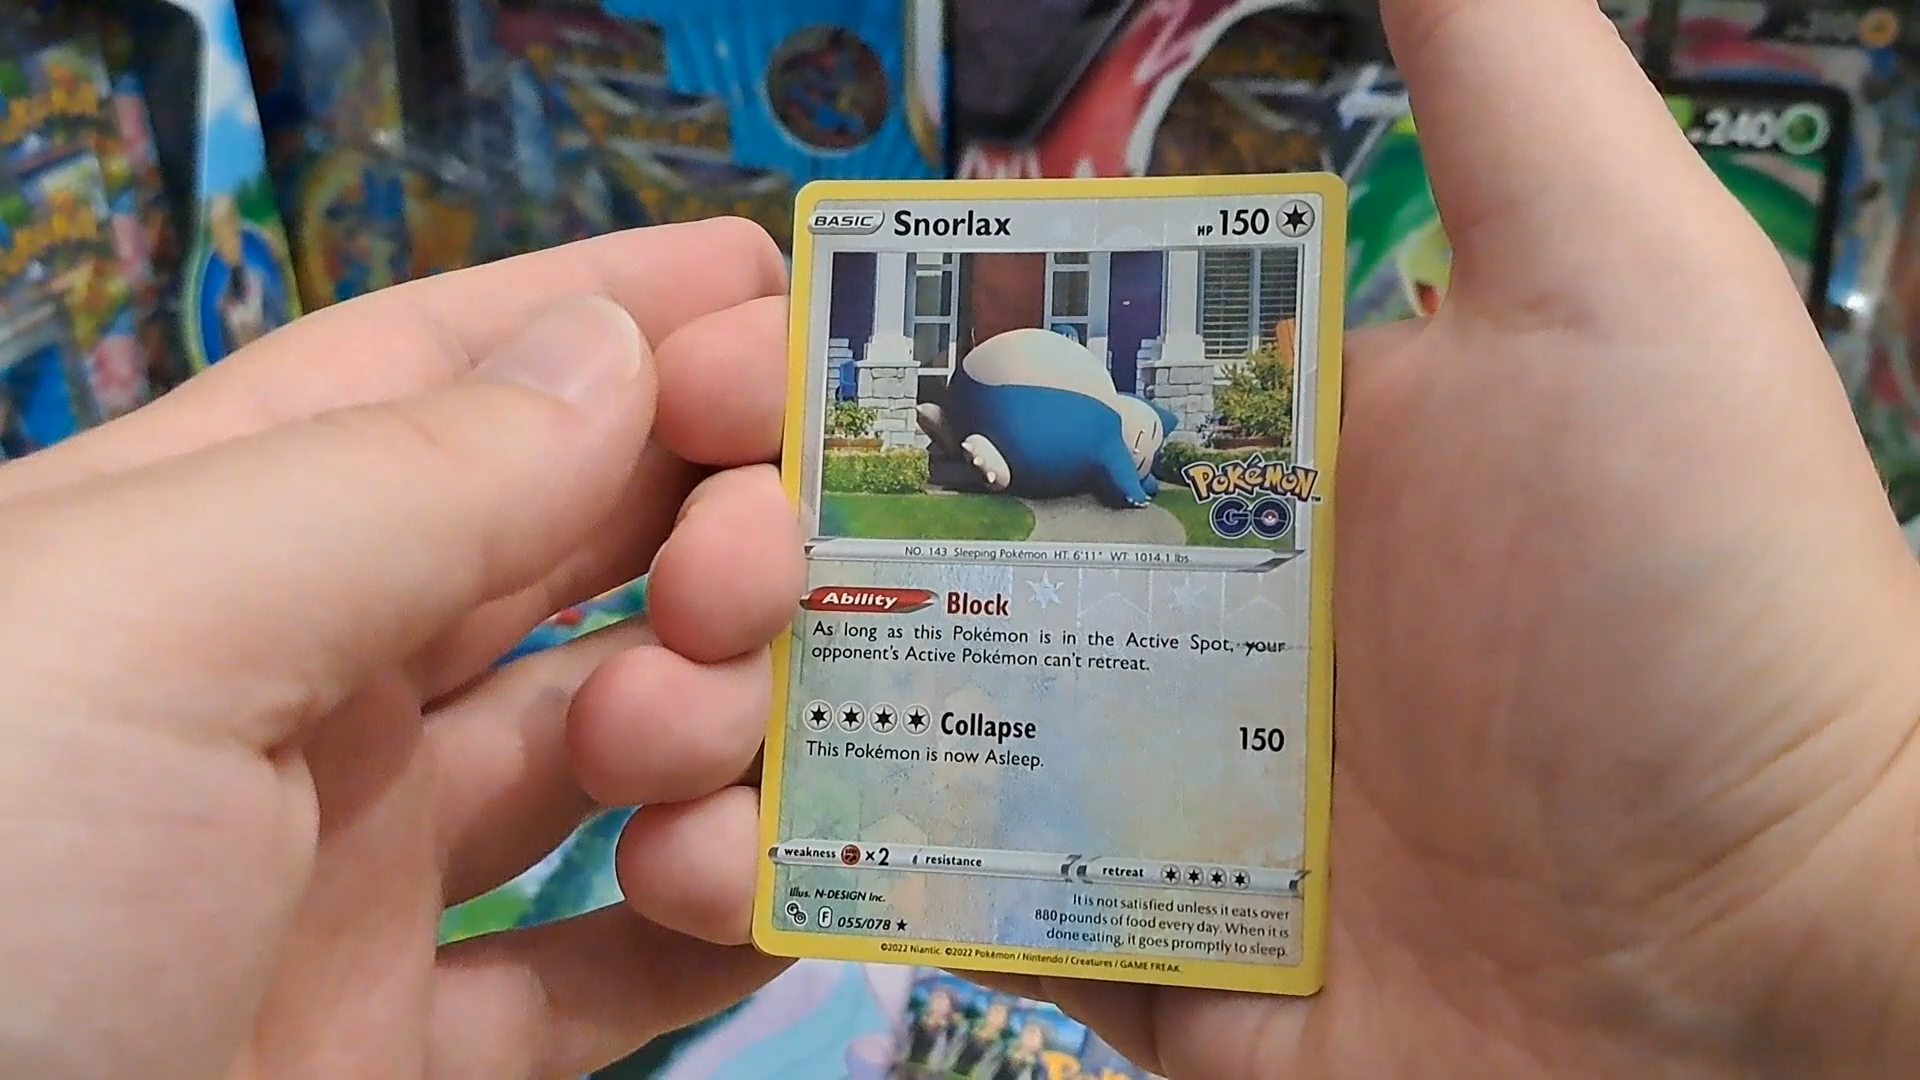 BASIC Snorlax HP 150
POKÉMON™
GO
NO. 143 Sleeping Pokémon HT: 6'11" WT: 1014.1 lbs.
Ability Block
As long as this Pokémon is in the Active Spot, your
opponent's Active Pokémon can't retreat.
Collapse 150
This Pokémon is now Asleep.
weakness ×2 resistance retreat
Illus. N-DESIGN Inc.
GO F 055/078 ★
It is not satisfied unless it eats over
880 pounds of food every day. When it is
done eating, it goes promptly to sleep.
©2022 Niantic. ©2022 Pokémon / Nintendo / Creatures / GAME FREAK.
240